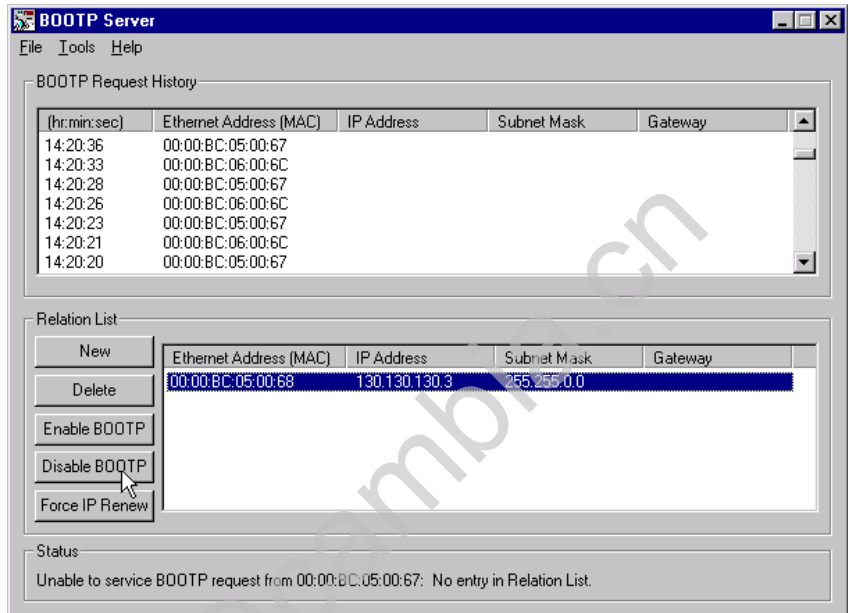 BOOTP Server
File Tools Help
BOOTP Request History
(hr:min:sec) Ethernet Address (MAC) IP Address Subnet Mask Gateway
14:20:36 00:00:BC:05:00:67
14:20:33 00:00:BC:06:00:6C
14:20:28 00:00:BC:05:00:67
14:20:26 00:00:BC:06:00:6C
14:20:23 00:00:BC:05:00:67
14:20:21 00:00:BC:06:00:6C
14:20:20 00:00:BC:05:00:67
Relation List
New
Delete
Enable BOOTP
Disable BOOTP
Force IP Renew
Ethernet Address (MAC) IP Address Subnet Mask Gateway
00:00:BC:05:00:68 130.130.130.3 255.255.0.0
Status
Unable to service BOOTP request from 00:00:BC:05:00:67: No entry in Relation List.